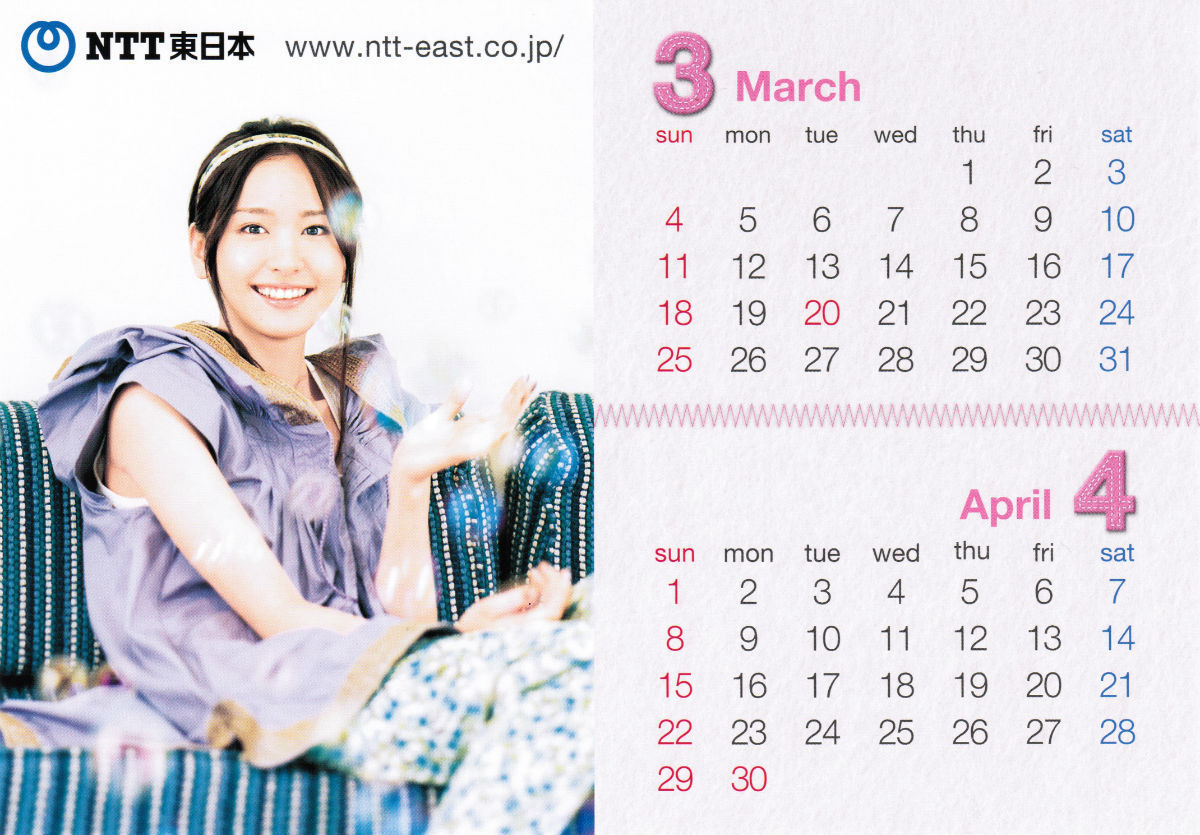 NTT東日本 www.ntt-east.co.jp/
3 March
sun mon tue wed thu fri sat
1 2 3
4 5 6 7 8 9 10
11 12 13 14 15 16 17
18 19 20 21 22 23 24
25 26 27 28 29 30 31
April 4
sun mon tue wed thu fri sat
1 2 3 4 5 6 7
8 9 10 11 12 13 14
15 16 17 18 19 20 21
22 23 24 25 26 27 28
29 30